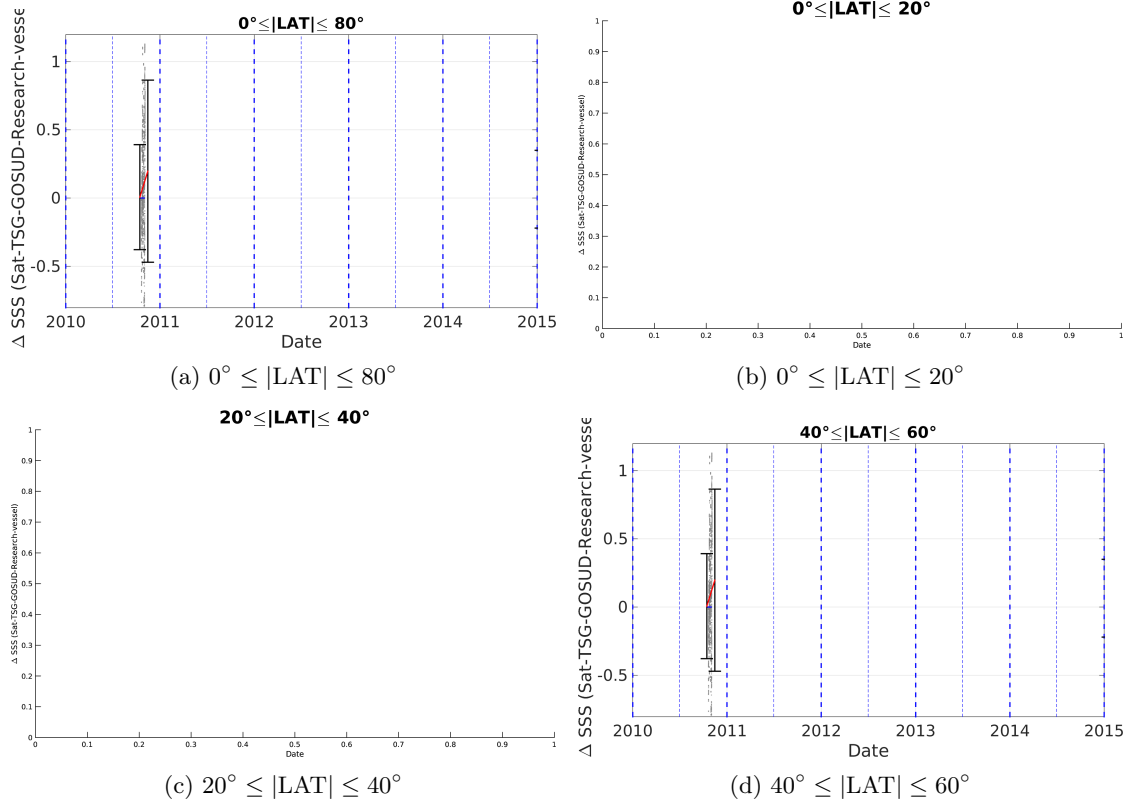 0°≤|LAT|≤ 80°
Δ SSS (Sat-TSG-GOSUD-Research-vesse
1
0.5
0
-0.5
2010 2011 2012 2013 2014 2015
Date
(a) 0° ≤ |LAT| ≤ 80°
0°≤|LAT|≤ 20°
Δ SSS (Sat-TSG-GOSUD-Research-vessel)
1
0.9
0.8
0.7
0.6
0.5
0.4
0.3
0.2
0.1
0
0 0.1 0.2 0.3 0.4 0.5 0.6 0.7 0.8 0.9 1
Date
(b) 0° ≤ |LAT| ≤ 20°
20°≤|LAT|≤ 40°
Δ SSS (Sat-TSG-GOSUD-Research-vessel)
1
0.9
0.8
0.7
0.6
0.5
0.4
0.3
0.2
0.1
0
0 0.1 0.2 0.3 0.4 0.5 0.6 0.7 0.8 0.9 1
Date
(c) 20° ≤ |LAT| ≤ 40°
40°≤|LAT|≤ 60°
Δ SSS (Sat-TSG-GOSUD-Research-vesse
1
0.5
0
-0.5
2010 2011 2012 2013 2014 2015
Date
(d) 40° ≤ |LAT| ≤ 60°